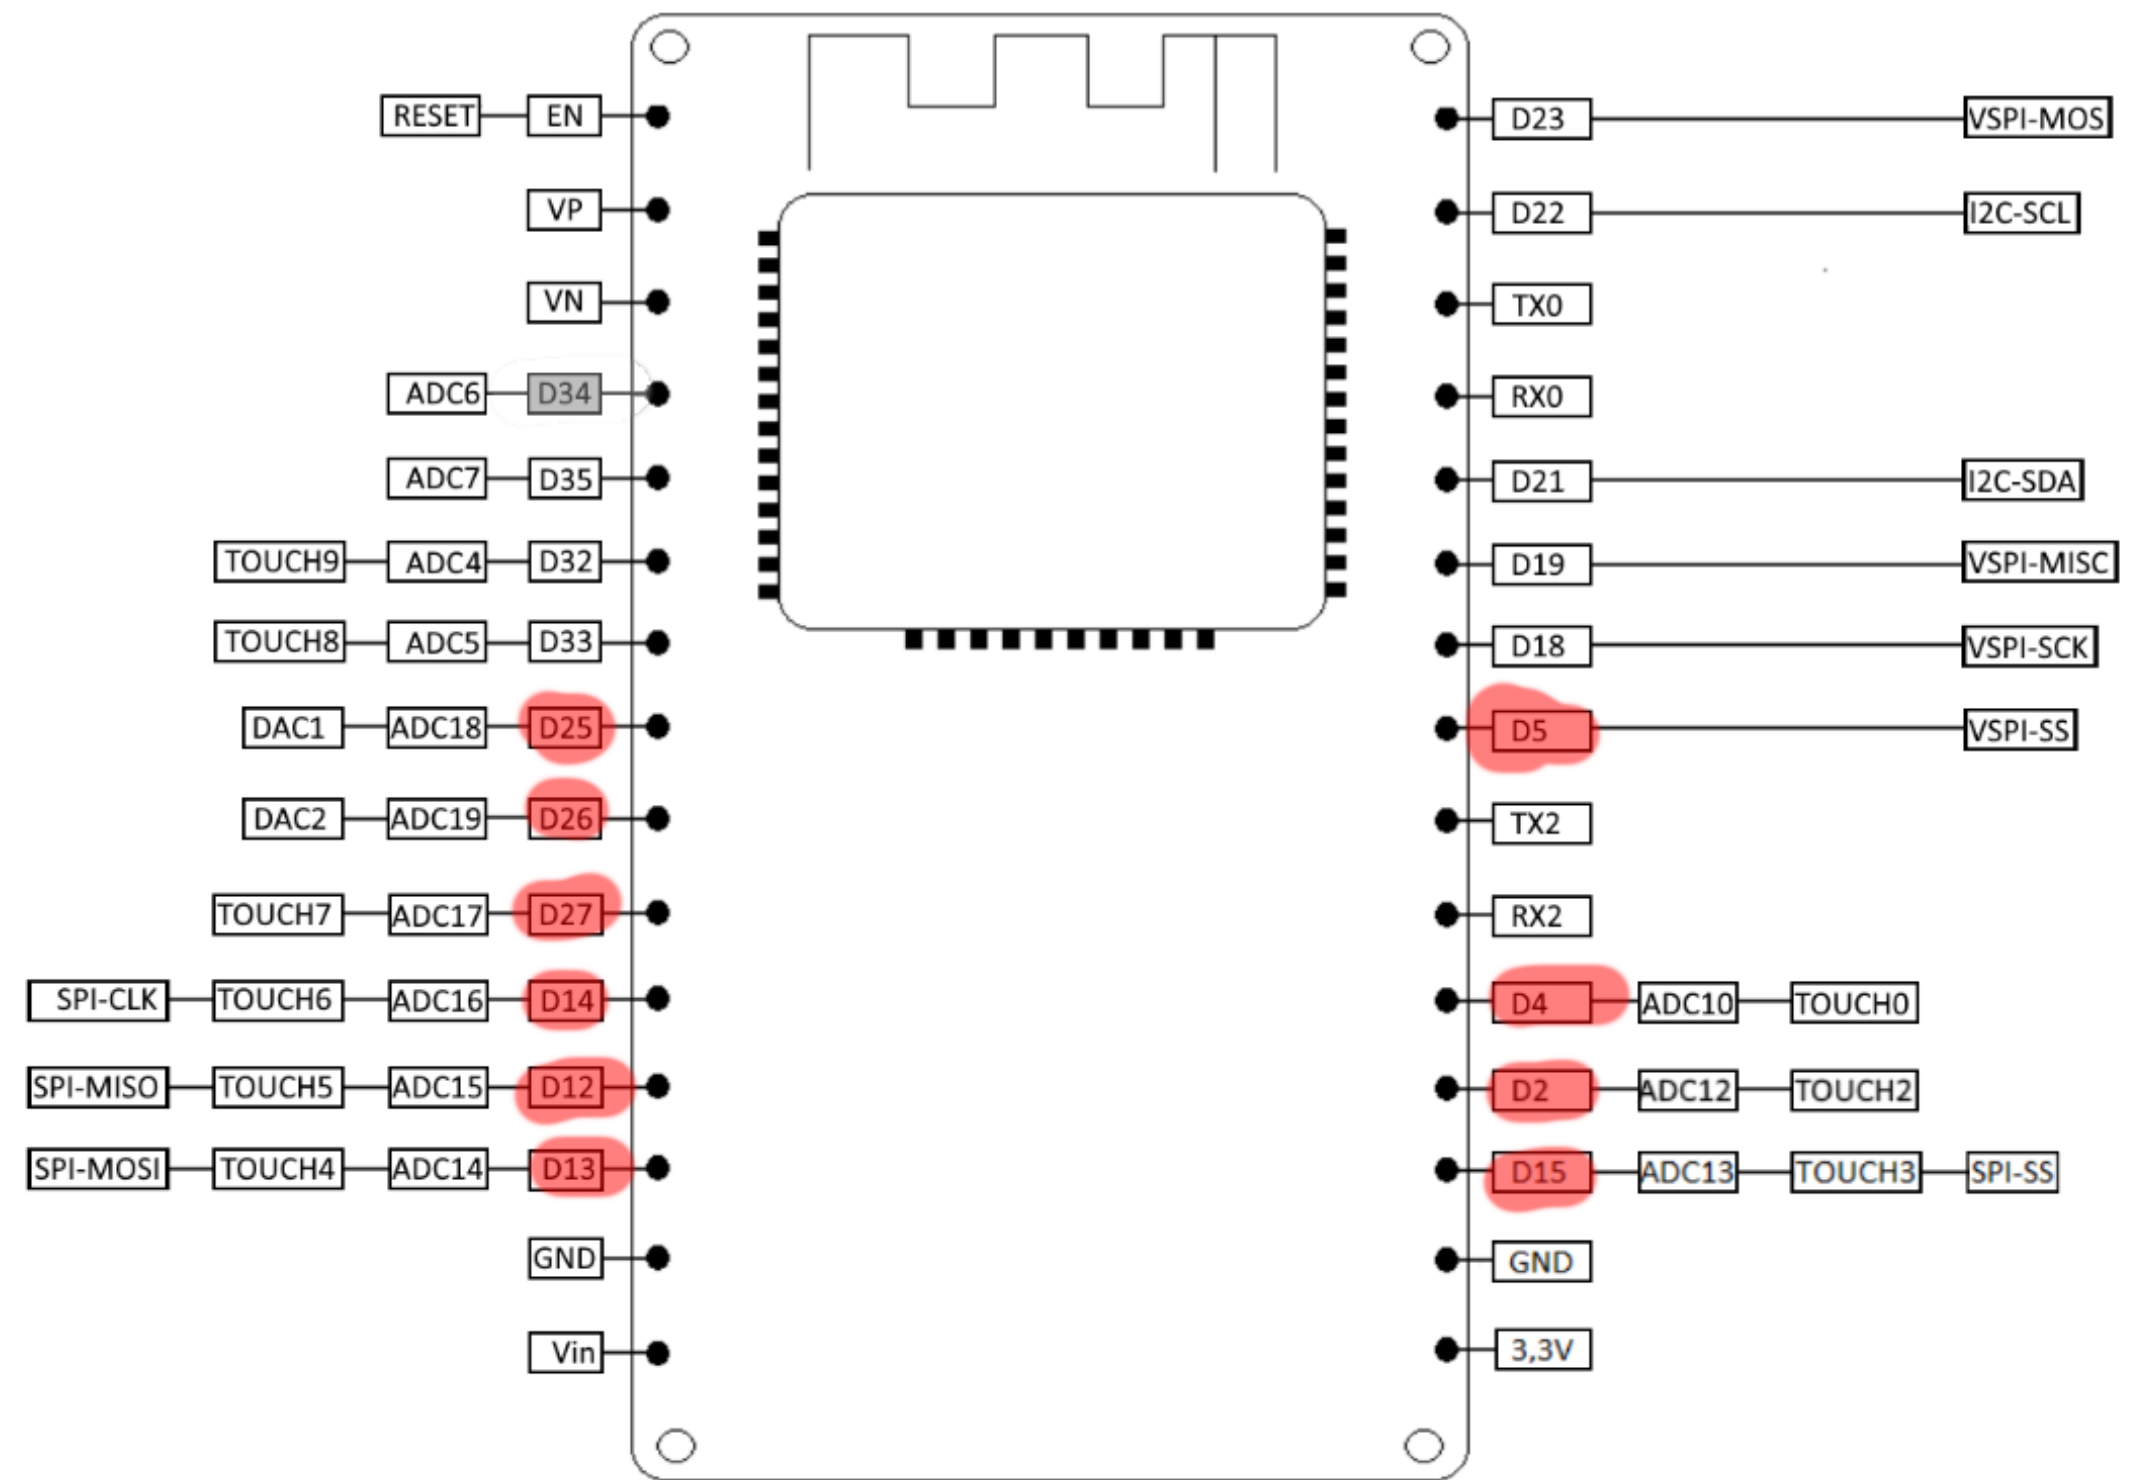 RESET EN D23 VSPI-MOS
VP D22 I2C-SCL
VN TX0
ADC6 D34 RX0
ADC7 D35 D21 I2C-SDA
TOUCH9 ADC4 D32 D19 VSPI-MISC
TOUCH8 ADC5 D33 D18 VSPI-SCK
DAC1 ADC18 D25 D5 VSPI-SS
DAC2 ADC19 D26 TX2
TOUCH7 ADC17 D27 RX2
SPI-CLK TOUCH6 ADC16 D14 D4 ADC10 TOUCH0
SPI-MISO TOUCH5 ADC15 D12 D2 ADC12 TOUCH2
SPI-MOSI TOUCH4 ADC14 D13 D15 ADC13 TOUCH3 SPI-SS
GND GND
Vin 3,3V